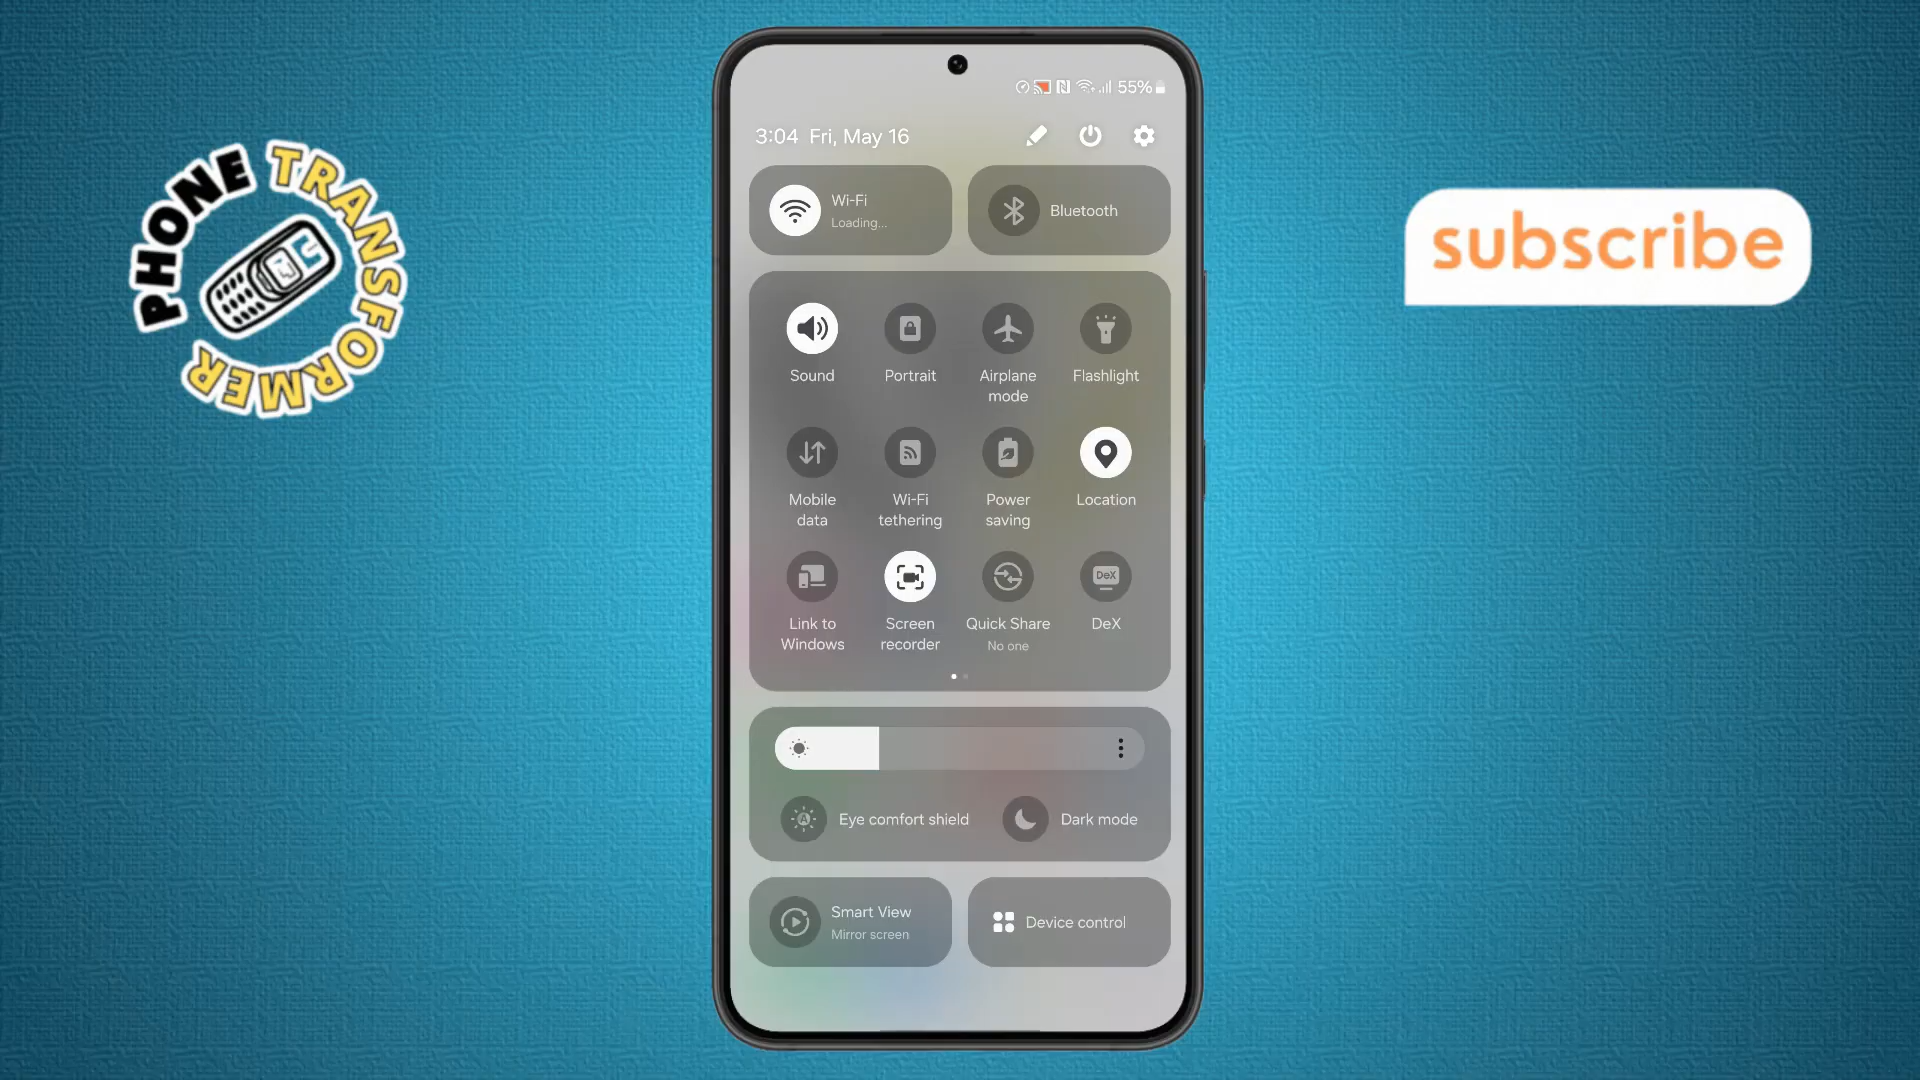 PHONE TRANSFORMER
subscribe
55%
3:04 Fri, May 16
Wi-Fi
Loading...
Bluetooth
Sound
Portrait
Airplane
mode
Flashlight
Mobile
data
Wi-Fi
tethering
Power
saving
Location
Link to
Windows
Screen
recorder
Quick Share
No one
DeX
DeX
A
Eye comfort shield
Dark mode
Smart View
Mirror screen
Device control